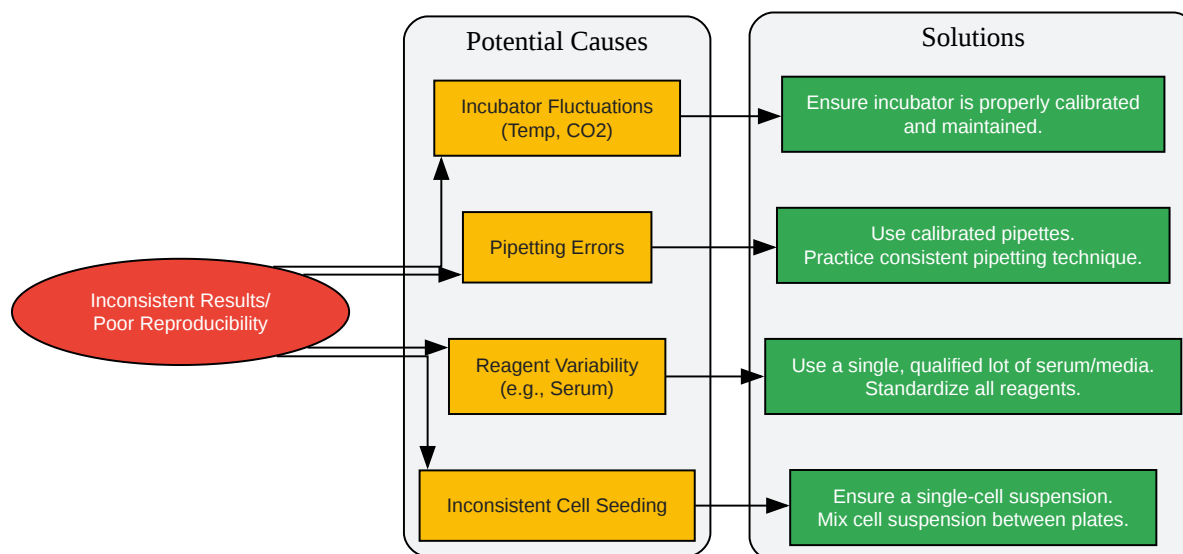 Potential Causes
Solutions
Incubator Fluctuations
(Temp, CO2)
Ensure incubator is properly calibrated
and maintained.
Pipetting Errors
Use calibrated pipettes.
Practice consistent pipetting technique.
Inconsistent Results/
Poor Reproducibility
Reagent Variability
(e.g., Serum)
Use a single, qualified lot of serum/media.
Standardize all reagents.
Inconsistent Cell Seeding
Ensure a single-cell suspension.
Mix cell suspension between plates.